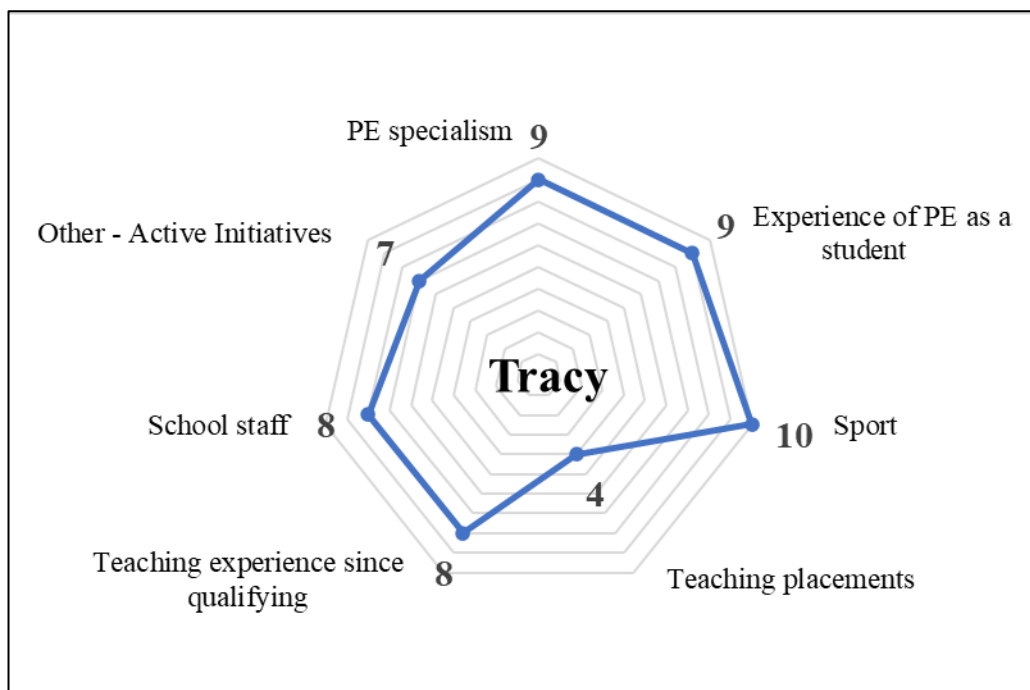 PE specialism
9
9
Experience of PE as a
student
Other - Active Initiatives
7
Tracy
School staff
8
10
Sport
4
Teaching experience since
qualifying
8
Teaching placements